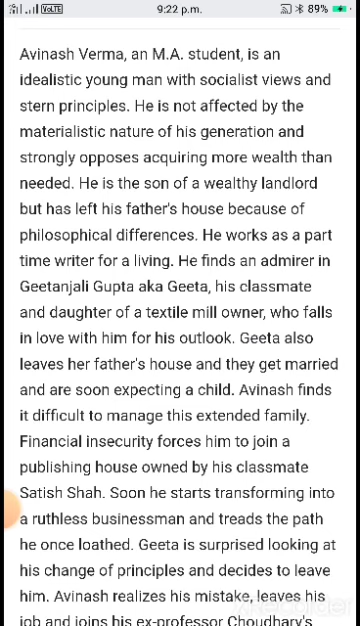 VoLTE 9:22 p.m. 89%
Avinash Verma, an M.A. student, is an
idealistic young man with socialist views and
stern principles. He is not affected by the
materialistic nature of his generation and
strongly opposes acquiring more wealth than
needed. He is the son of a wealthy landlord
but has left his father's house because of
philosophical differences. He works as a part
time writer for a living. He finds an admirer in
Geetanjali Gupta aka Geeta, his classmate
and daughter of a textile mill owner, who falls
in love with him for his outlook. Geeta also
leaves her father's house and they get married
and are soon expecting a child. Avinash finds
it difficult to manage this extended family.
Financial insecurity forces him to join a
publishing house owned by his classmate
Satish Shah. Soon he starts transforming into
a ruthless businessman and treads the path
he once loathed. Geeta is surprised looking at
his change of principles and decides to leave
him. Avinash realizes his mistake, leaves his
job and joins his ex-professor Choudhary's